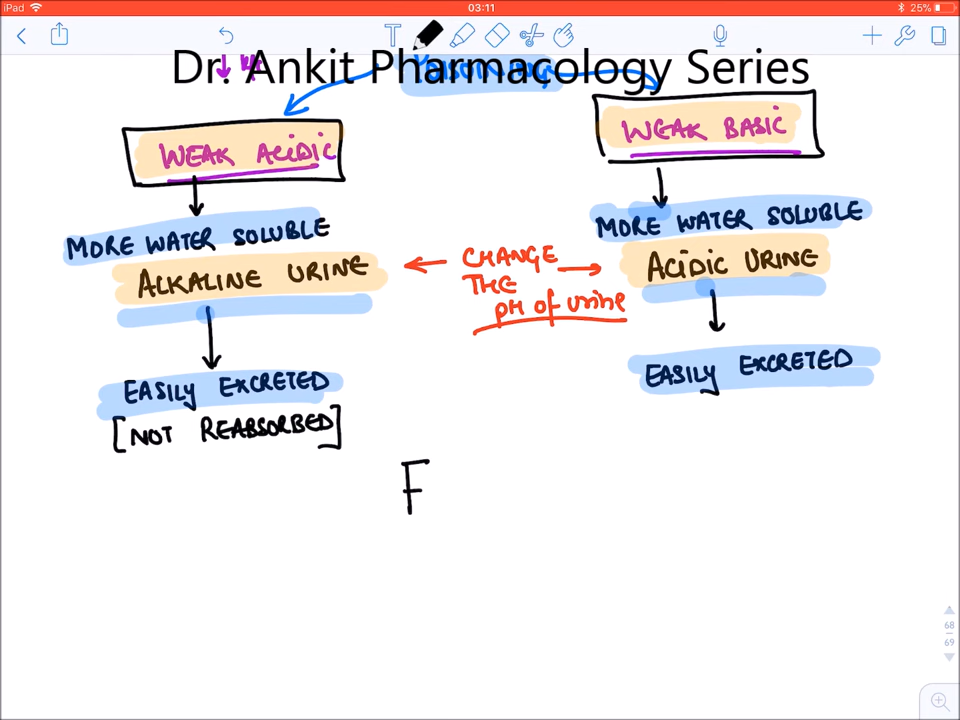 iPad
03:11
25%
Dr. Ankit Pharmacology Series
WEAK ACIDIC
WEAK BASIC
MORE WATER SOLUBLE
ALKALINE URINE
MORE WATER SOLUBLE
ACIDIC URINE
CHANGE
THE
pH of urine
EASILY EXCRETED
[NOT REABSORBED]
EASILY EXCRETED
F
68
69